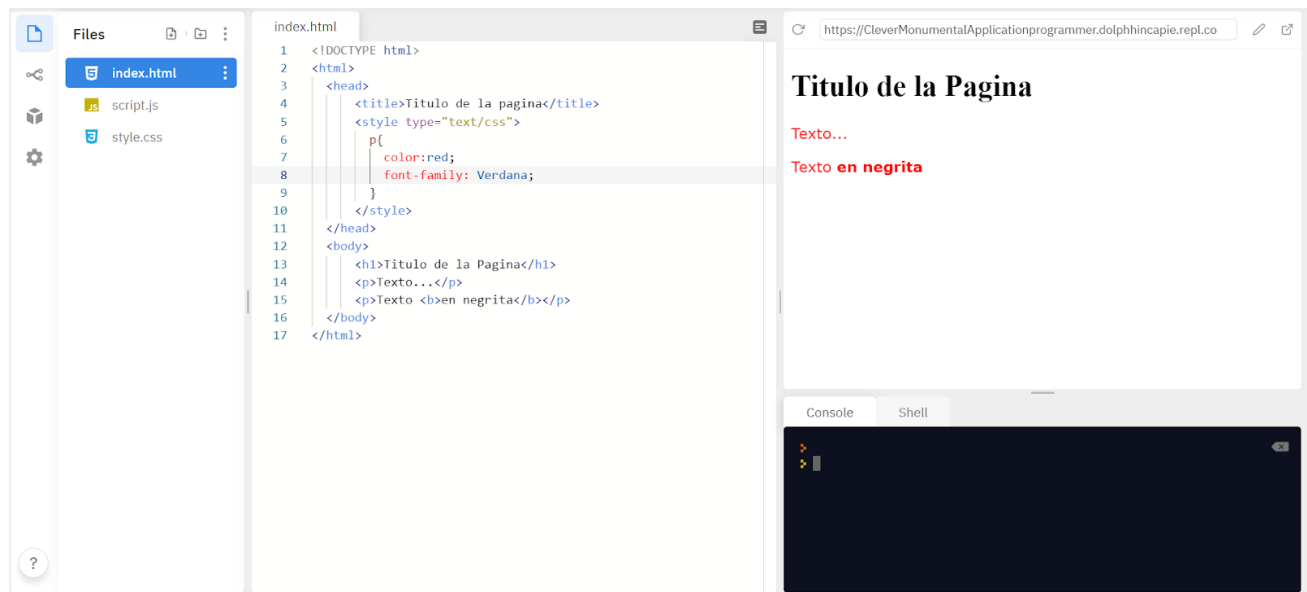 Files
index.html
JS script.js
style.css
?
index.html
1 <!DOCTYPE html>
2 <html>
3 <head>
4 <title>Titulo de la pagina</title>
5 <style type="text/css">
6 p{
7 color:red;
8 font-family: Verdana;
9 }
10 </style>
11 </head>
12 <body>
13 <h1>Titulo de la Pagina</h1>
14 <p>Texto...</p>
15 <p>Texto <b>en negrita</b></p>
16 </body>
17 </html>
https://CleverMonumentalApplicationprogrammer.dolphhincapie.repl.co
Titulo de la Pagina
Texto...
Texto en negrita
Console Shell
>
>